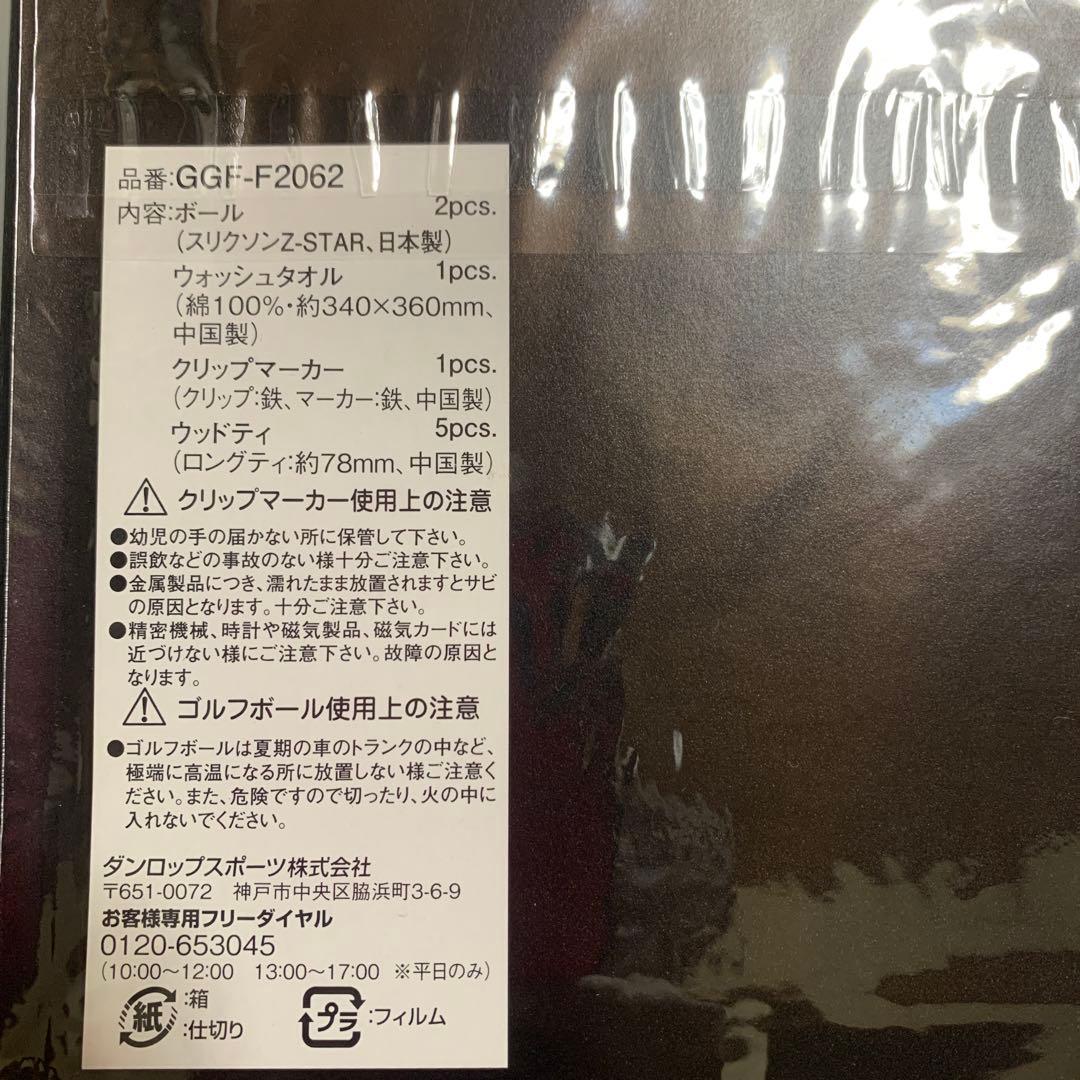 品番:GGF-F2062
内容:ボール 2pcs.
(スリクソンZ-STAR、日本製)
ウォッシュタオル 1pcs.
(綿100%・約340×360mm、
中国製)
クリップマーカー 1pcs.
(クリップ:鉄、マーカー:鉄、中国製)
ウッドティ 5pcs.
(ロングティ:約78mm、中国製)
クリップマーカー使用上の注意
●幼児の手の届かない所に保管して下さい。
●誤飲などの事故のない様十分ご注意下さい。
●金属製品につき、濡れたまま放置されますとサビ
の原因となります。十分ご注意下さい。
●精密機械、時計や磁気製品、磁気カードには
近づけない様にご注意下さい。故障の原因と
なります。
ゴルフボール使用上の注意
●ゴルフボールは夏期の車のトランクの中など、
極端に高温になる所に放置しない様ご注意く
ださい。また、危険ですので切ったり、火の中に
入れないでください。
ダンロップスポーツ株式会社
〒651-0072 神戸市中央区脇浜町3-6-9
お客様専用フリーダイヤル
0120-653045
(10:00〜12:00 13:00〜17:00 ※平日のみ)
紙 :箱
:仕切り
プラ :フィルム